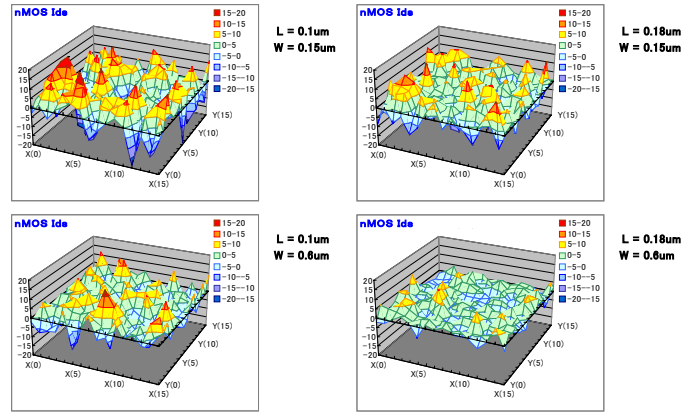 nMOS Ids
15-20
10-15
5-10
0-5
-5-0
-10--5
-15--10
-20--15
20
15
10
5
0
-5
-10
-15
-20
X(0)
X(5)
X(10)
X(15)
Y(0)
Y(5)
Y(15)
L = 0.1um
W = 0.15um
nMOS Ids
15-20
10-15
5-10
0-5
-5-0
-10--5
-15--10
-20--15
20
15
10
5
0
-5
-10
-15
-20
X(0)
X(5)
X(10)
X(15)
Y(0)
Y(5)
Y(15)
L = 0.18um
W = 0.15um
nMOS Ids
15-20
10-15
5-10
0-5
-5-0
-10--5
-15--10
-20--15
20
15
10
5
0
-5
-10
-15
-20
X(0)
X(5)
X(10)
X(15)
Y(0)
Y(5)
Y(15)
L = 0.1um
W = 0.6um
nMOS Ids
15-20
10-15
5-10
0-5
-5-0
-10--5
-15--10
-20--15
20
15
10
5
0
-5
-10
-15
-20
X(0)
X(5)
X(10)
X(15)
Y(0)
Y(5)
Y(15)
L = 0.18um
W = 0.6um